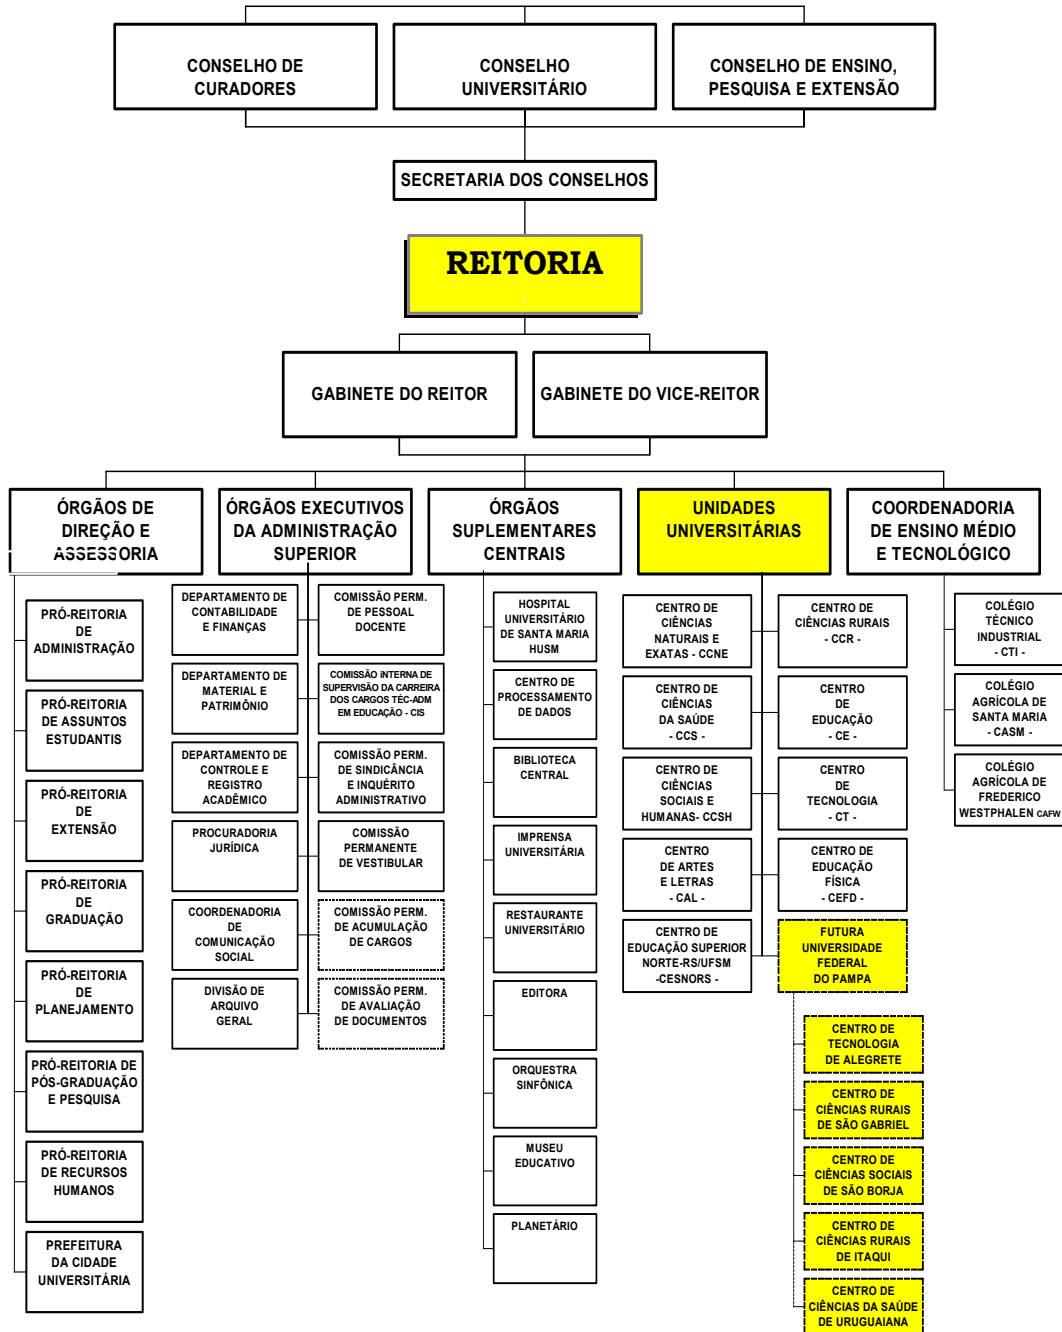 CONSELHO DE
CURADORES
CONSELHO
UNIVERSITÁRIO
CONSELHO DE ENSINO,
PESQUISA E EXTENSÃO
SECRETARIA DOS CONSELHOS
REITORIA
GABINETE DO REITOR
GABINETE DO VICE-REITOR
ÓRGÃOS DE
DIREÇÃO E
ASSESSORIA
ÓRGÃOS EXECUTIVOS
DA ADMINISTRAÇÃO
SUPERIOR
ÓRGÃOS
SUPLEMENTARES
CENTRAIS
UNIDADES
UNIVERSITÁRIAS
COORDENADORIA
DE ENSINO MÉDIO
E TECNOLÓGICO
PRÓ-REITORIA
DE
ADMINISTRAÇÃO
PRÓ-REITORIA
DE ASSUNTOS
ESTUDANTIS
PRÓ-REITORIA
DE
EXTENSÃO
PRÓ-REITORIA
DE
GRADUAÇÃO
PRÓ-REITORIA
DE
PLANEJAMENTO
PRÓ-REITORIA DE
PÓS-GRADUAÇÃO
E PESQUISA
PRÓ-REITORIA
DE RECURSOS
HUMANOS
PREFEITURA
DA CIDADE
UNIVERSITÁRIA
DEPARTAMENTO DE
CONTABILIDADE
E FINANÇAS
COMISSÃO PERM.
DE PESSOAL
DOCENTE
DEPARTAMENTO DE
MATERIAL E
PATRIMÔNIO
COMISSÃO iNTERNA DE
SUPERVISÃO DA CARREIRA
DOS CARGOS TÉC-ADM
EM EDUCAÇÃO - CIS
DEPARTAMENTO DE
CONTROLE E
REGISTRO
ACADÊMICO
COMISSÃO PERM.
DE SINDICÂNCIA
E INQUÉRITO
ADMINISTRATIVO
PROCURADORIA
JURÍDICA
COMISSÃO
PERMANENTE
DE VESTIBULAR
COORDENADORIA
DE
COMUNICAÇÃO
SOCIAL
COMISSÃO PERM.
DE ACUMULAÇÃO
DE CARGOS
DIVISÃO DE
ARQUIVO
GERAL
COMISSÃO PERM.
DE AVALIAÇÃO
DE DOCUMENTOS
HOSPITAL
UNIVERSITÁRIO
DE SANTA MARIA
HUSM
CENTRO DE
PROCESSAMENTO
DE DADOS
BIBLIOTECA
CENTRAL
IMPRENSA
UNIVERSITÁRIA
RESTAURANTE
UNIVERSITÁRIO
EDITORA
ORQUESTRA
SINFÔNICA
MUSEU
EDUCATIVO
PLANETÁRIO
CENTRO DE
CIÊNCIAS
NATURAIS E
EXATAS - CCNE
CENTRO DE
CIÊNCIAS RURAIS
- CCR -
CENTRO DE
CIÊNCIAS
DA SAÚDE
- CCS -
CENTRO
DE
EDUCAÇÃO
- CE -
CENTRO DE
CIÊNCIAS
SOCIAIS E
HUMANAS- CCSH
CENTRO
DE
TECNOLOGIA
- CT -
CENTRO
DE ARTES
E LETRAS
- CAL -
CENTRO DE
EDUCAÇÃO
FÍSICA
- CEFD -
CENTRO DE
EDUCAÇÃO SUPERIOR
NORTE-RS/UFSM
-CESNORS -
FUTURA
UNIVERSIDADE
FEDERAL
DO PAMPA
CENTRO DE
TECNOLOGIA
DE ALEGRETE
CENTRO DE
CIÊNCIAS RURAIS
DE SÃO GABRIEL
CENTRO DE
CIÊNCIAS SOCIAIS
DE SÃO BORJA
CENTRO DE
CIÊNCIAS RURAIS
DE ITAQUI
CENTRO DE
CIÊNCIAS DA SAÚDE
DE URUGUAIANA
COLÉGIO
TÉCNICO
INDUSTRIAL
- CTI -
COLÉGIO
AGRÍCOLA DE
SANTA MARIA
- CASM -
COLÉGIO
AGRÍCOLA DE
FREDERICO
WESTPHALEN CAFW